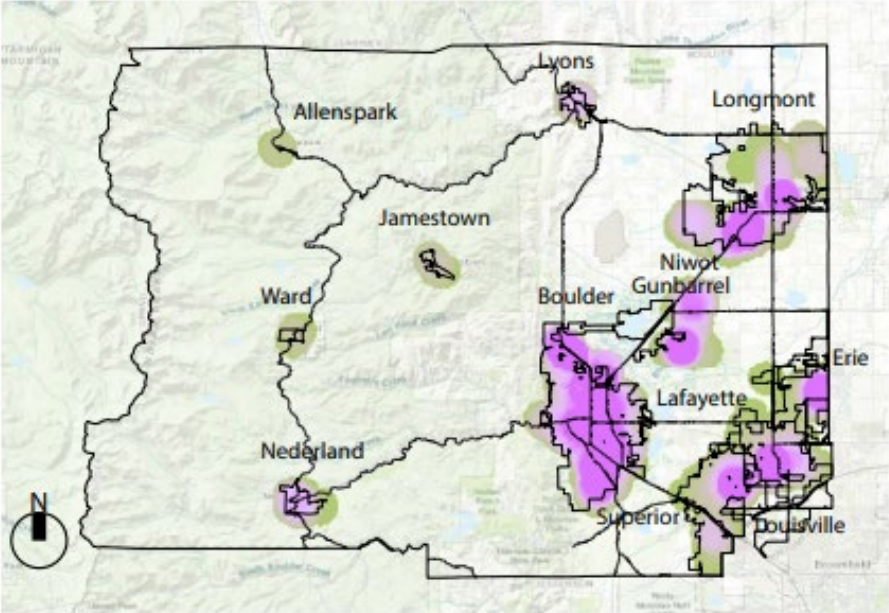 Lyons
Longmont
Allenspark
Jamestown
Niwot
Gunbarrel
Ward
Boulder
Erie
Lafayette
Nederland
N
Superior
Louisville